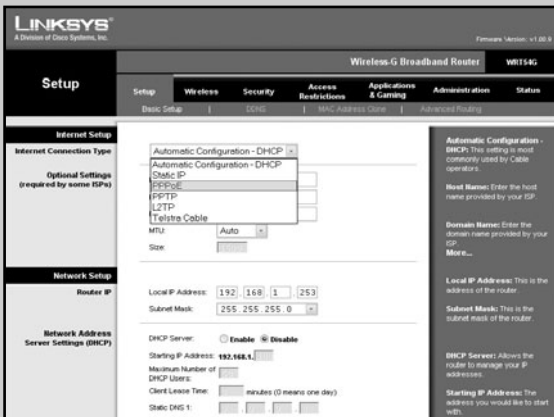 LINKSYS®
A Division of Cisco Systems, Inc.
Firmware Version: v1.00.9
Wireless-G Broadband Router WRT54G
Setup
Setup Wireless Security Access Restrictions Applications & Gaming Administration Status
Basic Setup | DDNS | MAC Address Clone | Advanced Routing
Internet Setup
Internet Connection Type
Automatic Configuration - DHCP
Automatic Configuration - DHCP
Static IP
PPPoE
PPTP
L2TP
Telstra Cable
Optional Settings
(required by some ISPs)
MTU: Auto
Size:
Network Setup
Router IP
Local IP Address: 192 . 168 . 1 . 253
Subnet Mask: 255.255.255.0
Network Address
Server Settings (DHCP)
DHCP Server: Enable Disable
Starting IP Address: 192.168.1.
Maximum Number of
DHCP Users:
Client Lease Time: minutes (0 means one day)
Static DNS 1: . . .
Automatic Configuration -
DHCP: This setting is most
commonly used by Cable
operators.
Host Name: Enter the host
name provided by your ISP.
Domain Name: Enter the
domain name provided by your
ISP.
More...
Local IP Address: This is the
address of the router.
Subnet Mask: This is the
subnet mask of the router.
DHCP Server: Allows the
router to manage your IP
addresses.
Starting IP Address: The
address you would like to start
with.